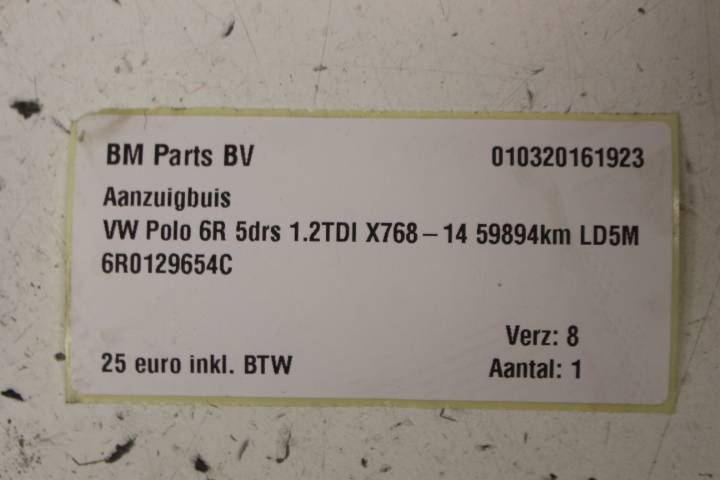 BM Parts BV 010320161923
Aanzuigbuis
VW Polo 6R 5drs 1.2TDI X768-14 59894km LD5M
6R0129654C
Verz: 8
25 euro inkl. BTW Aantal: 1